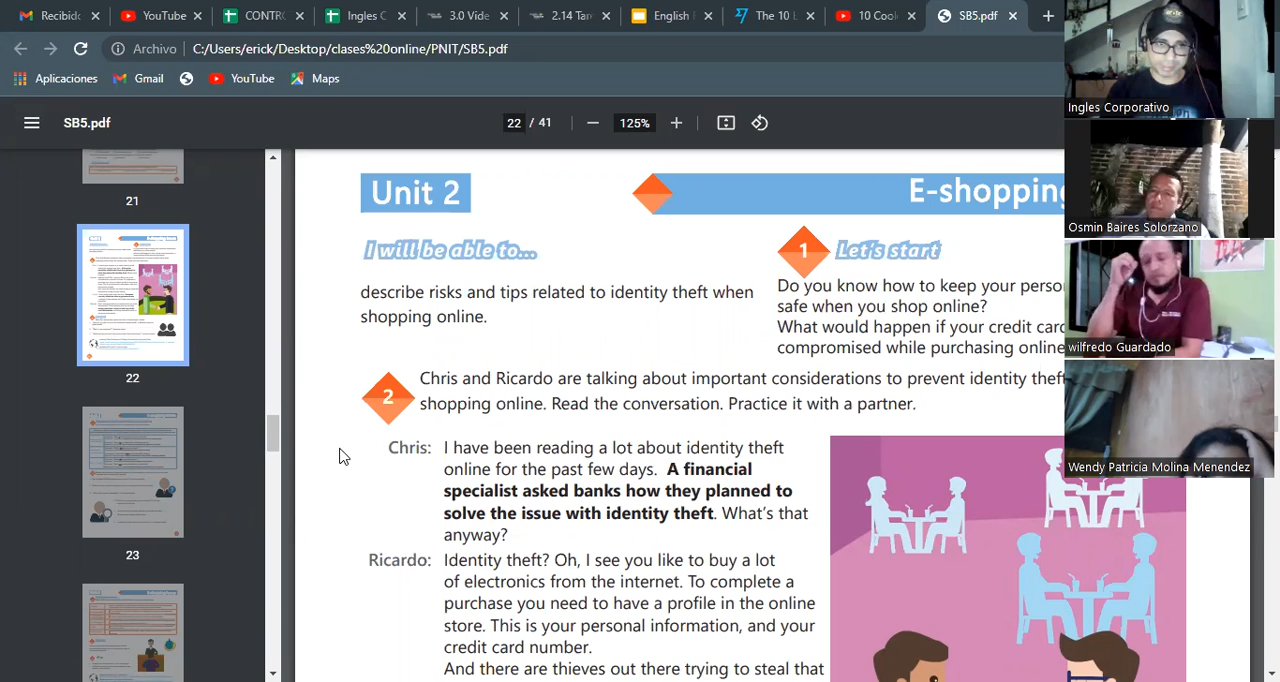 Recibido
YouTube
CONTRO
Ingles C
3.0 Vide
2.14 Tar
English
The 10
10 Cool
SB5.pdf
Archivo
C:/Users/erick/Desktop/clases%20online/PNIT/SB5.pdf
Aplicaciones
Gmail
YouTube
Maps
SB5.pdf
22 / 41
125%
21
22
23
Unit 2
E-shopping
I will be able to...
describe risks and tips related to identity theft when
shopping online.
1
Let's start
Do you know how to keep your perso
safe when you shop online?
What would happen if your credit card
compromised while purchasing online
2
Chris and Ricardo are talking about important considerations to prevent identity theft
shopping online. Read the conversation. Practice it with a partner.
Chris: I have been reading a lot about identity theft
online for the past few days. A financial
specialist asked banks how they planned to
solve the issue with identity theft. What's that
anyway?
Ricardo: Identity theft? Oh, I see you like to buy a lot
of electronics from the internet. To complete a
purchase you need to have a profile in the online
store. This is your personal information, and your
credit card number.
And there are thieves out there trying to steal that
Ingles Corporativo
Osmin Baires Solorzano
wilfredo Guardado
Wendy Patricia Molina Menendez